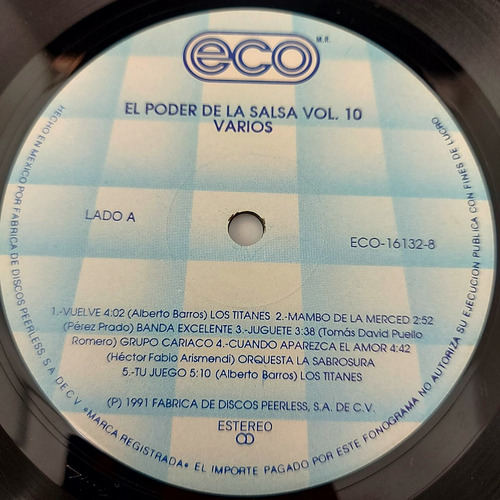 eco M.R.
EL PODER DE LA SALSA VOL. 10
VARIOS
LADO A
ECO-16132-8
1.-VUELVE 4:02 (Alberto Barros) LOS TITANES 2.-MAMBO DE LA MERCED 2:52
(Pérez Prado) BANDA EXCELENTE 3.-JUGUETE 3:38 (Tomás David Puello
Romero) GRUPO CARIACO 4.-CUANDO APAREZCA EL AMOR 4:42
(Héctor Fabio Arismendi) ORQUESTA LA SABROSURA
5.-TU JUEGO 5:10 (Alberto Barros) LOS TITANES
(P) 1991 FABRICA DE DISCOS PEERLESS, S.A. DE C.V.
ESTEREO
HECHO EN MEXICO POR FABRICA DE DISCOS PEERLESS S.A. DE C.V. •MARCA REGISTRADA• EL IMPORTE PAGADO POR ESTE FONOGRAMA NO AUTORIZA SU EJECUCION PUBLICA CON FINES DE LUCRO